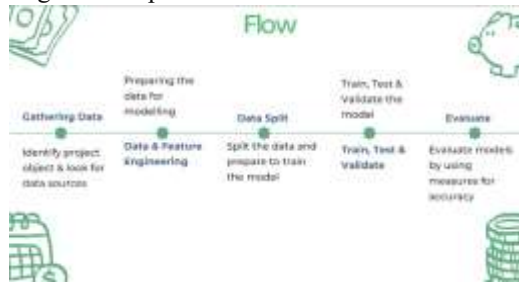 Flow
Gathering Data
Identify project
object & look for
data sources
Preparing the
data for
modelling
Data & Feature
Engineering
Data Split
Split the data and
prepare to train
the model
Train, Test &
Validate the
model
Train, Test &
Validate
Evaluate
Evaluate models
by using
measures for
accuracy